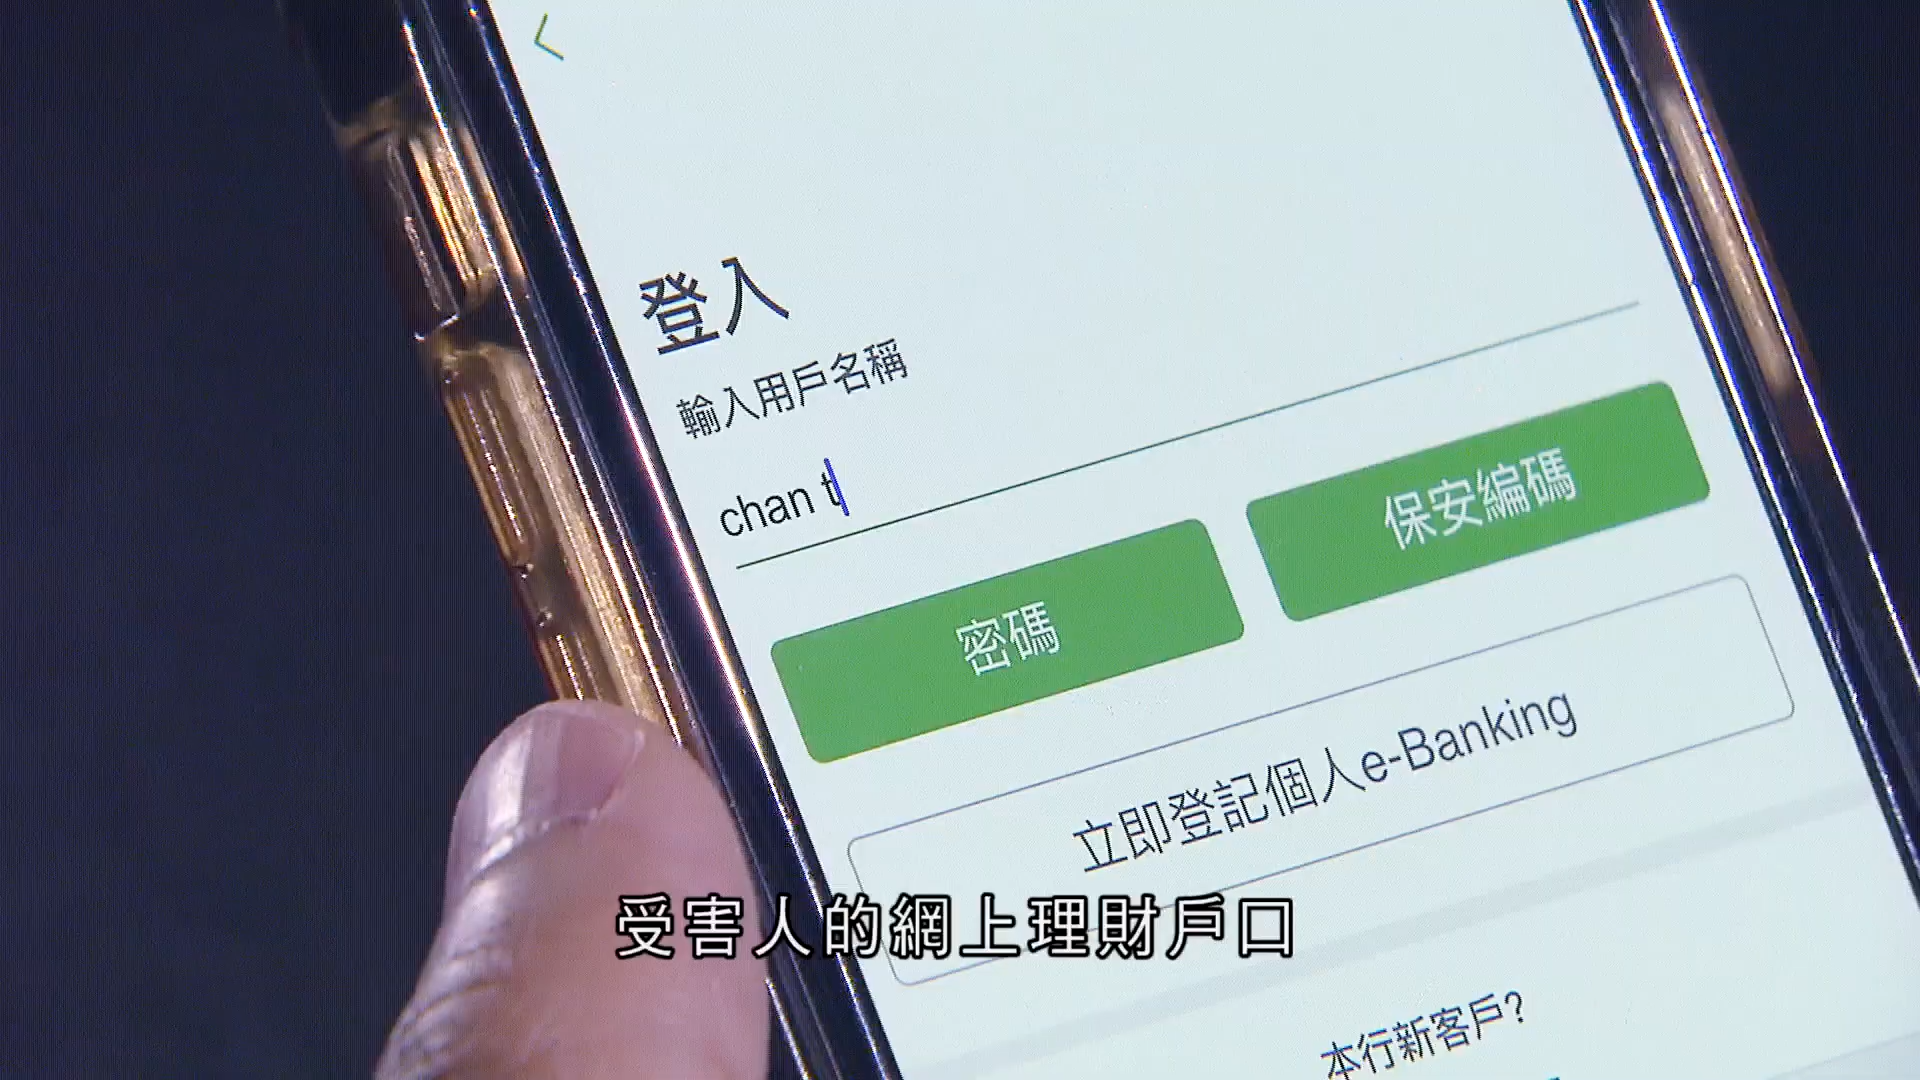 登入
輸入用戶名稱
chan t
密碼
保安編碼
立即登記個人e-Banking
受害人的網上理財戶口
本行新客戶?